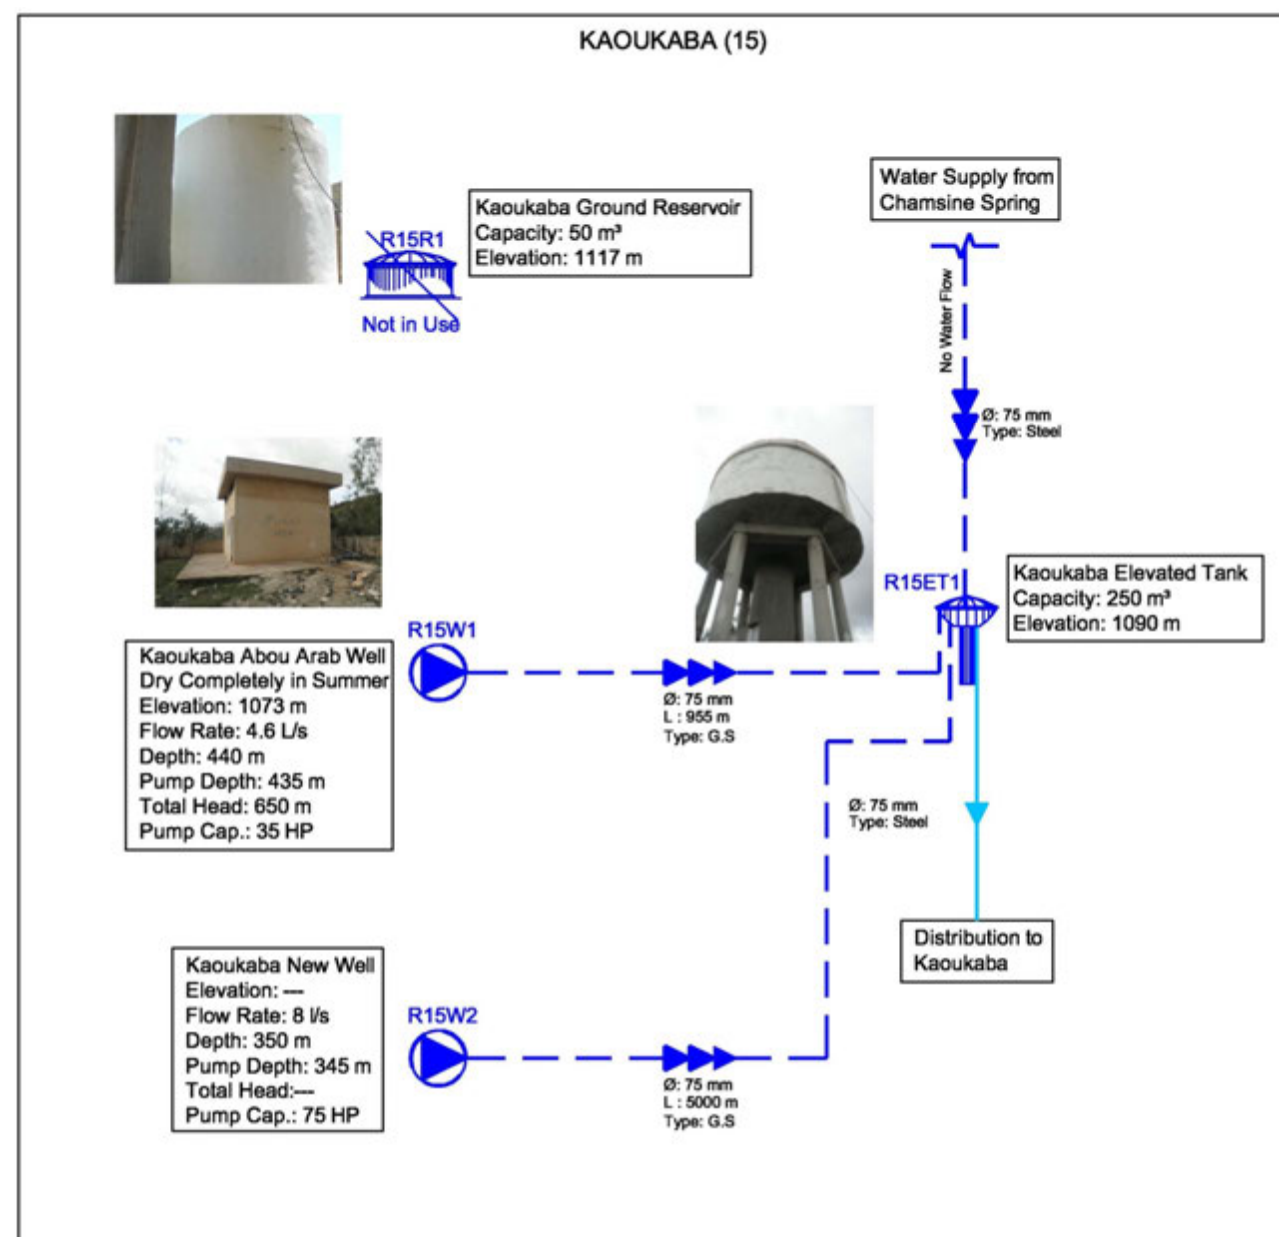 KAOUKABA (15)
R15R1
Not in Use
Kaoukaba Ground Reservoir
Capacity: 50 m³
Elevation: 1117 m
Water Supply from
Chamsine Spring
No Water Flow
Ø: 75 mm
Type: Steel
R15ET1
Kaoukaba Elevated Tank
Capacity: 250 m³
Elevation: 1090 m
R15W1
Kaoukaba Abou Arab Well
Dry Completely in Summer
Elevation: 1073 m
Flow Rate: 4.6 L/s
Depth: 440 m
Pump Depth: 435 m
Total Head: 650 m
Pump Cap.: 35 HP
Ø: 75 mm
L : 955 m
Type: G.S
Ø: 75 mm
Type: Steel
Distribution to
Kaoukaba
Kaoukaba New Well
Elevation: ---
Flow Rate: 8 l/s
Depth: 350 m
Pump Depth: 345 m
Total Head:---
Pump Cap.: 75 HP
R15W2
Ø: 75 mm
L : 5000 m
Type: G.S